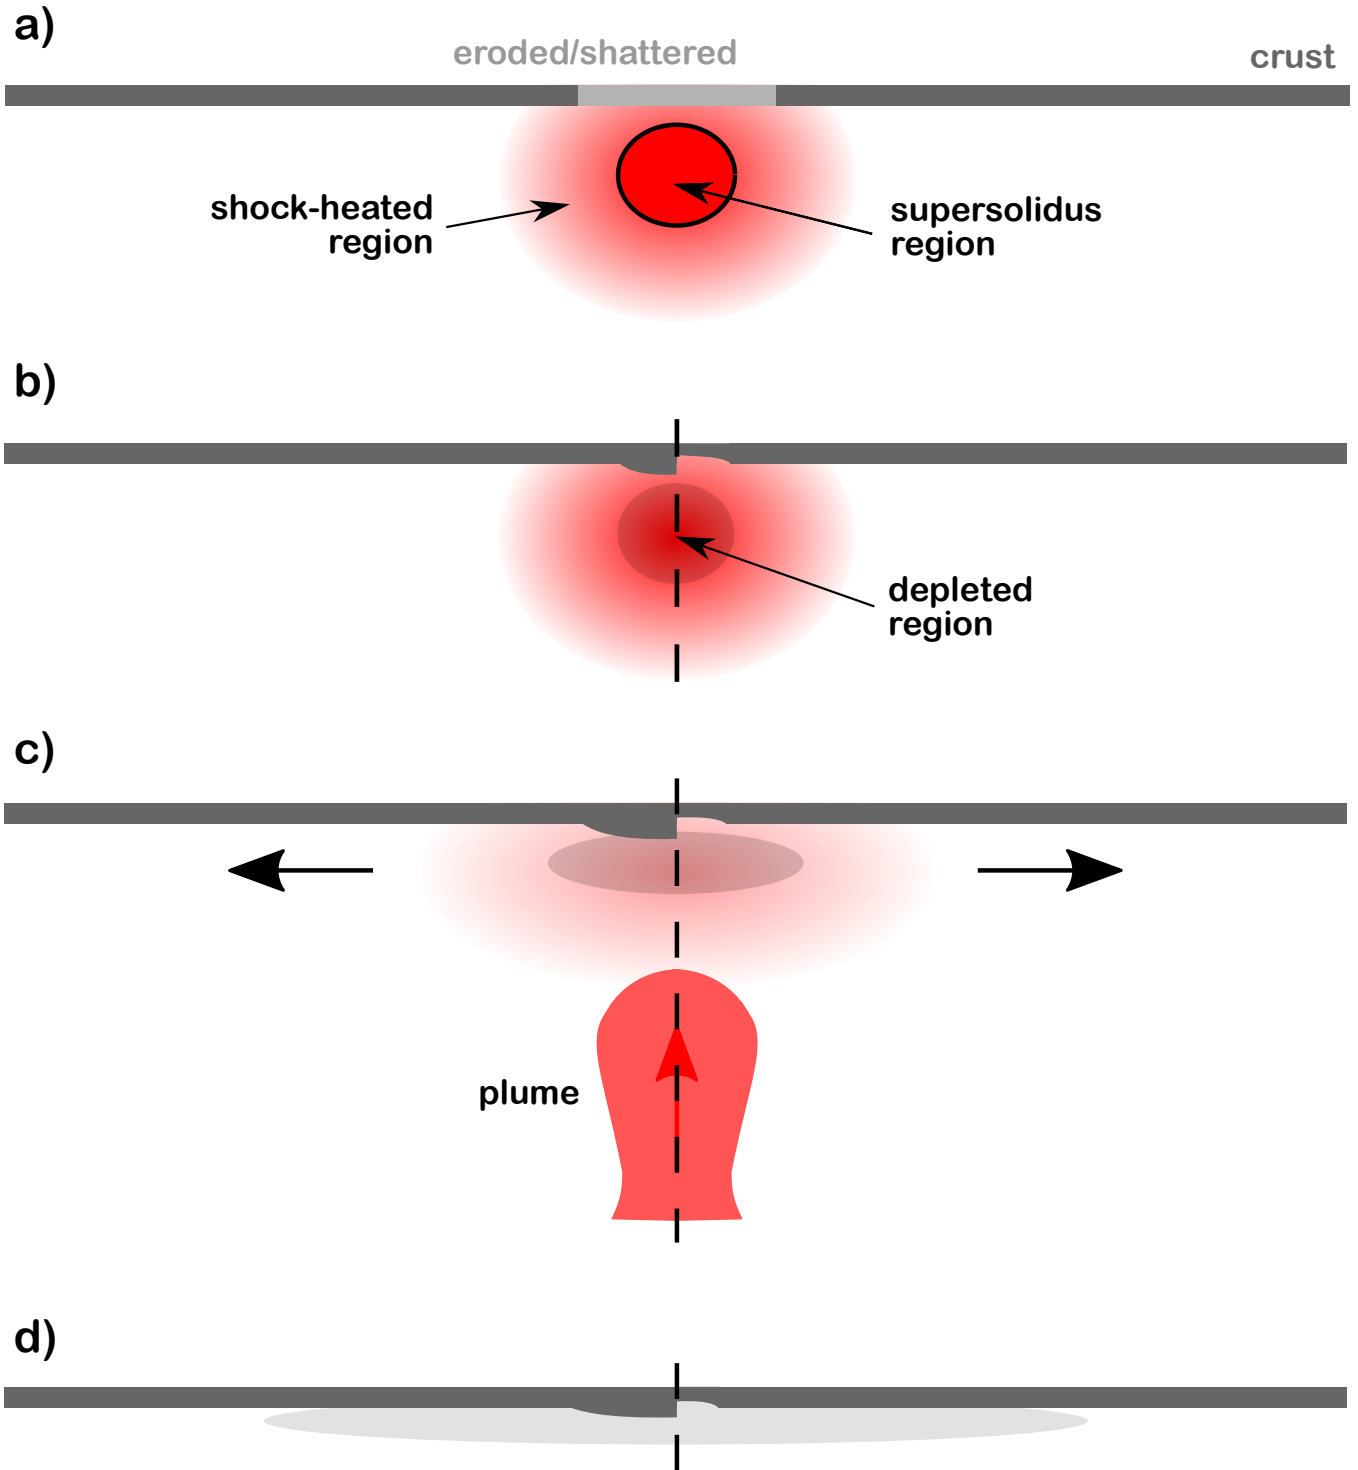 a)
eroded/shattered
crust
shock-heated
region
supersolidus
region
b)
depleted
region
c)
plume
d)